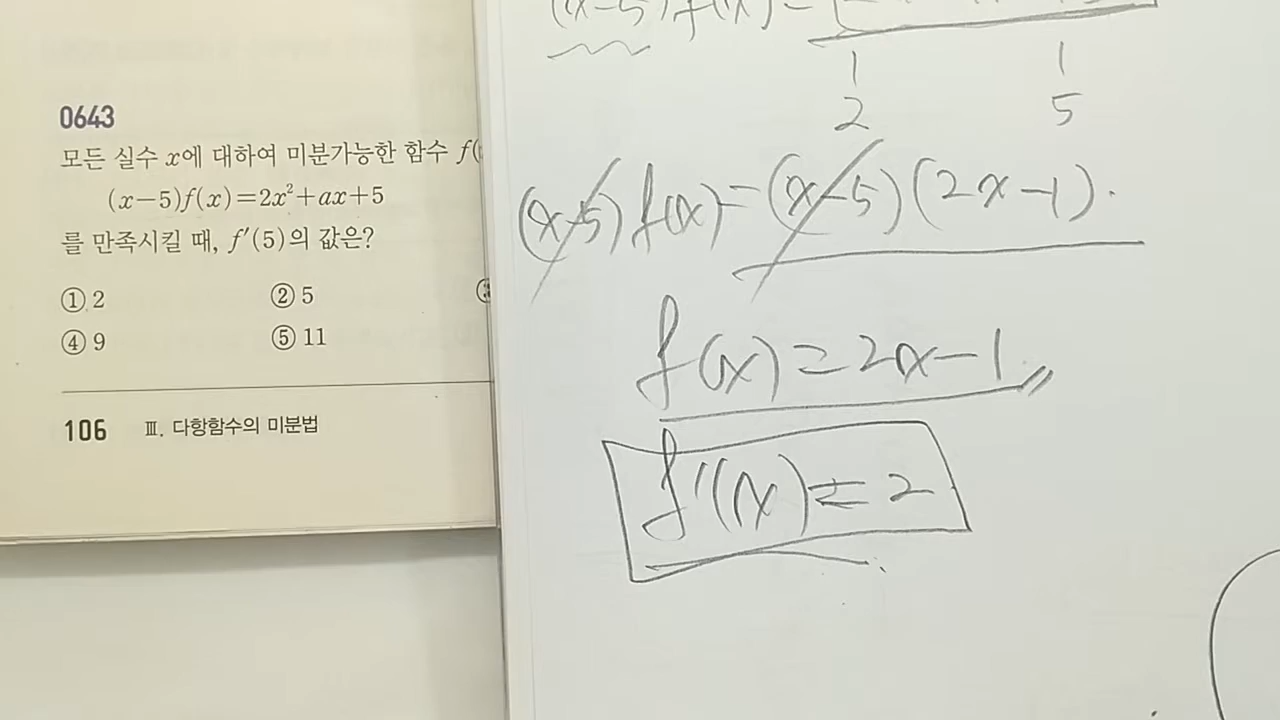 0643
모든 실수 x에 대하여 미분가능한 함수 f(
(x-5)f(x)=2x²+ax+5
를 만족시킬 때, f′(5)의 값은?
① 2 ② 5
④ 9 ⑤ 11
106 Ⅲ. 다항함수의 미분법
(x-5) f(x) =
1 1
2 5
(x-5) f(x) = (x-5)(2x-1).
f(x) = 2x-1
f′(x) = 2